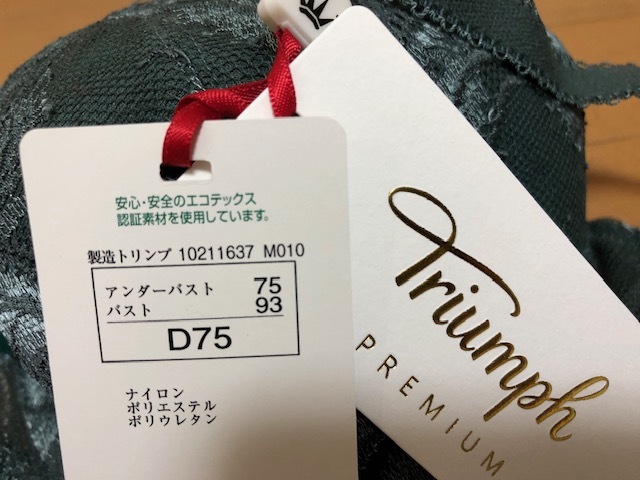 安心・安全のエコテックス
認証素材を使用しています。
製造トリンプ 10211637 M010
アンダーバスト 75
バスト 93
D75
ナイロン
ポリエステル
ポリウレタン
Triumph
PREMIUM